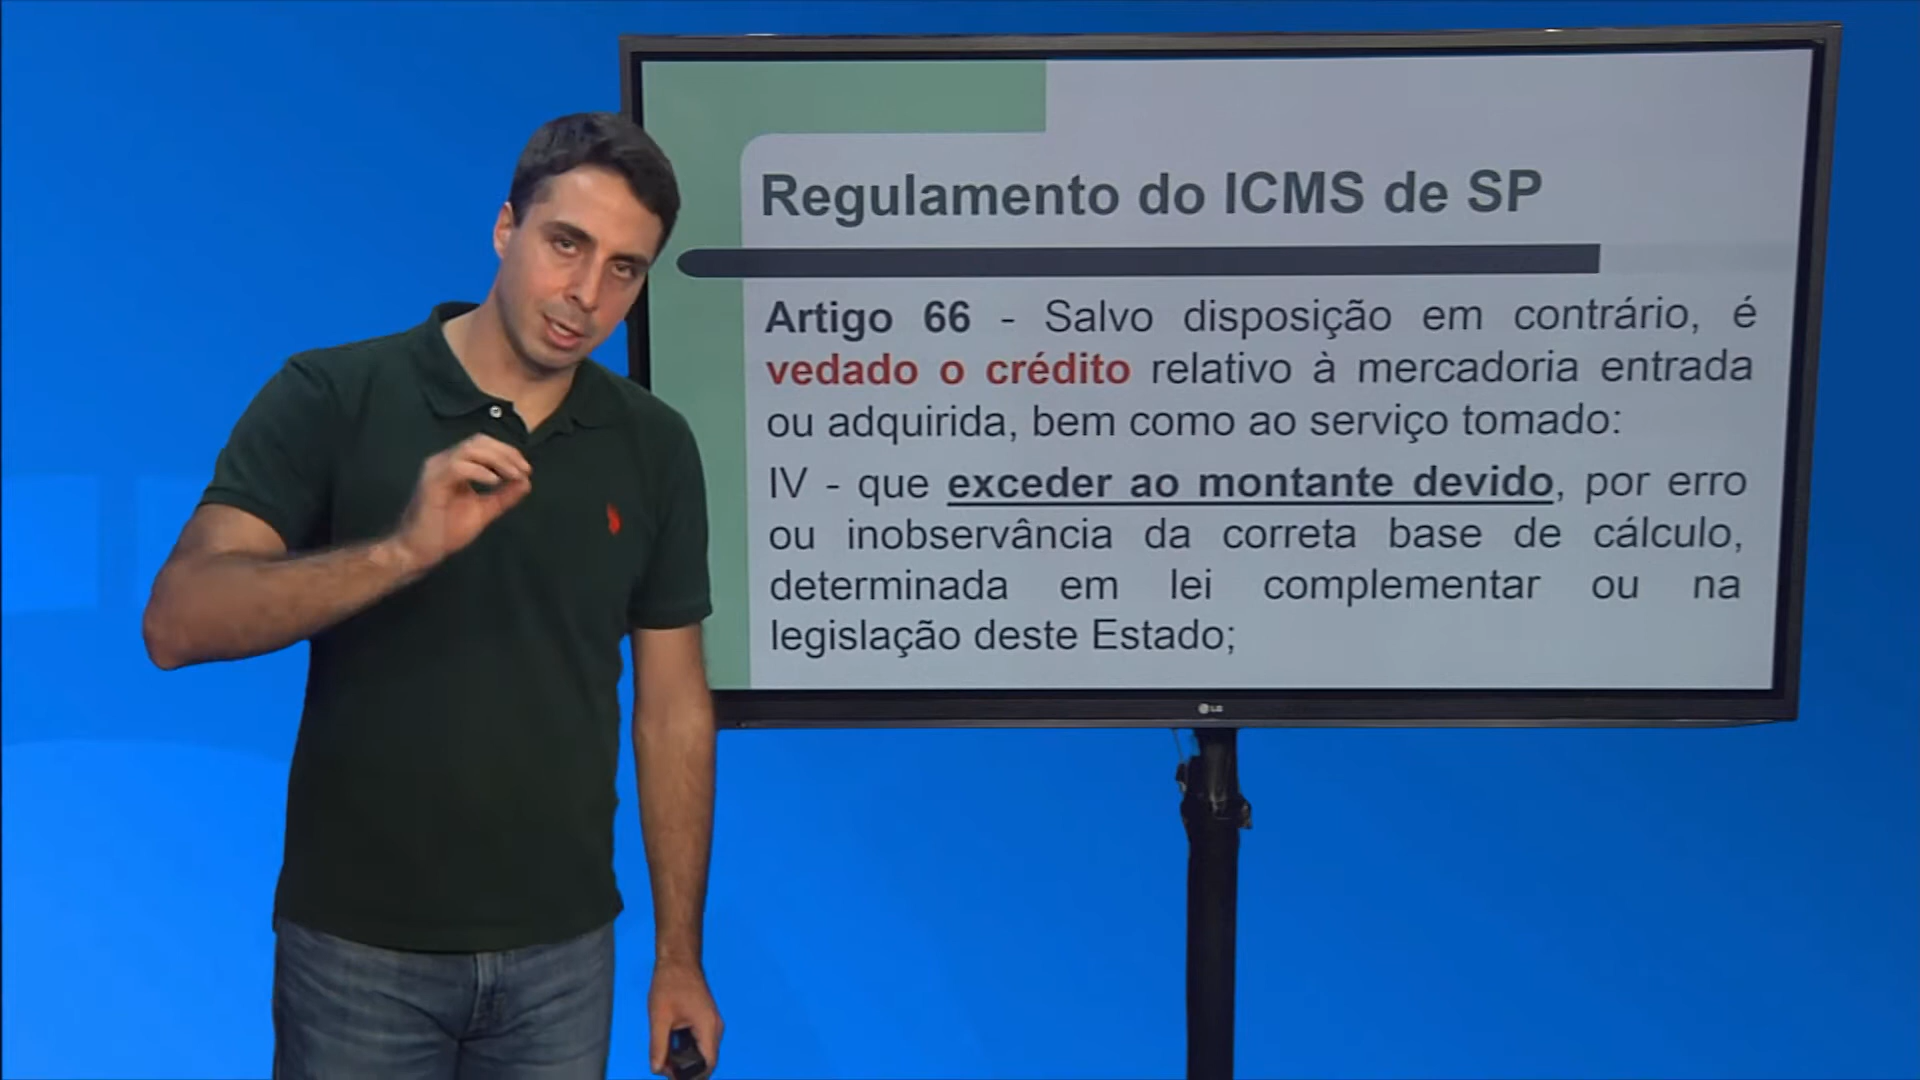 Regulamento do ICMS de SP
Artigo 66 - Salvo disposição em contrário, é
vedado o crédito relativo à mercadoria entrada
ou adquirida, bem como ao serviço tomado:
IV - que exceder ao montante devido, por erro
ou inobservância da correta base de cálculo,
determinada em lei complementar ou na
legislação deste Estado;
LG